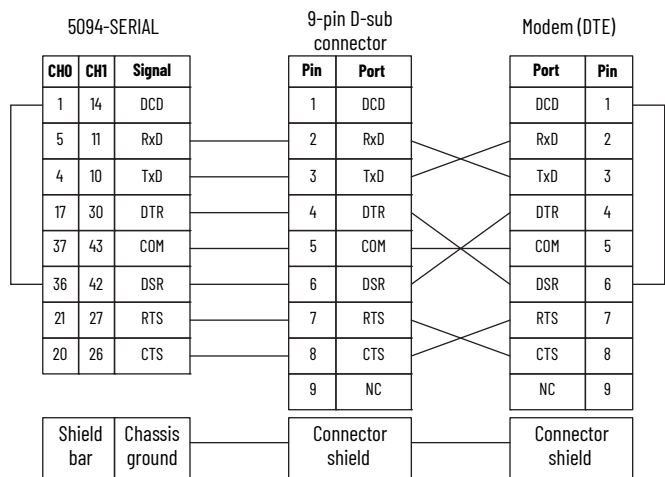 5094-SERIAL
9-pin D-sub
connector
Modem (DTE)
CH0 CH1 Signal
1 14 DCD
5 11 RxD
4 10 TxD
17 30 DTR
37 43 COM
36 42 DSR
21 27 RTS
20 26 CTS
Shield
bar
Chassis
ground
Pin Port
1 DCD
2 RxD
3 TxD
4 DTR
5 COM
6 DSR
7 RTS
8 CTS
9 NC
Connector
shield
Port Pin
DCD 1
RxD 2
TxD 3
DTR 4
COM 5
DSR 6
RTS 7
CTS 8
NC 9
Connector
shield